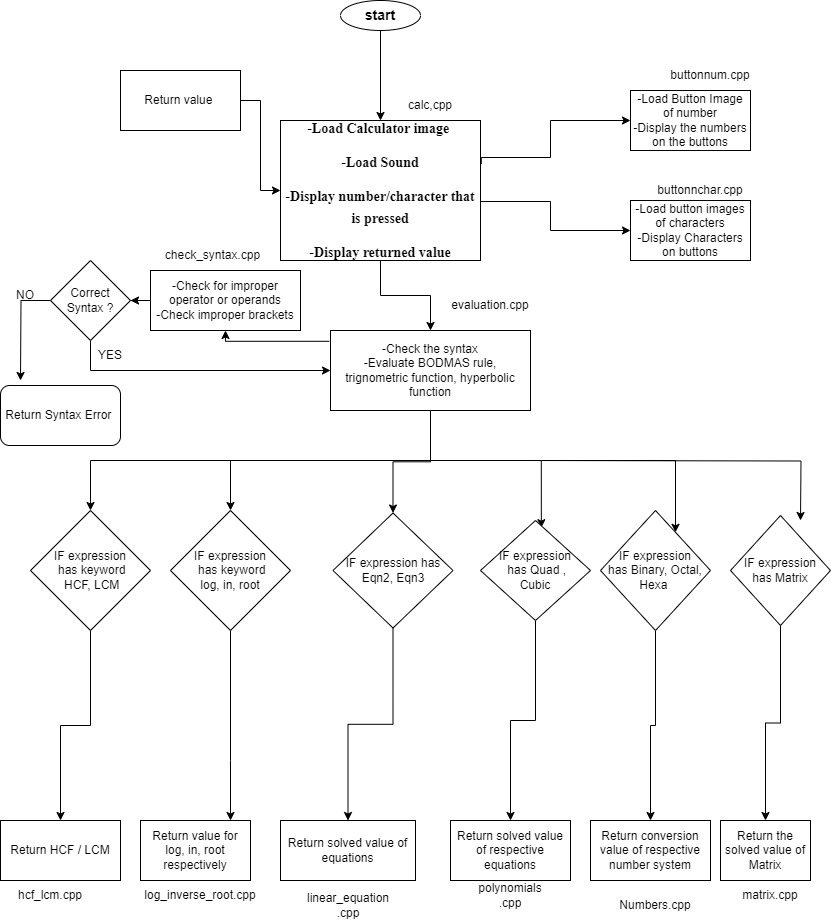 start
buttonnum.cpp
Return value
calc,cpp
-Load Button Image
of number
-Display the numbers
on the buttons
-Load Calculator image
-Load Sound
-Display number/character that
is pressed
-Display returned value
buttonnchar.cpp
-Load button images
of characters
-Display Characters
on buttons
check_syntax.cpp
-Check for improper
operator or operands
-Check improper brackets
Correct
Syntax ?
NO
YES
evaluation.cpp
-Check the syntax
-Evaluate BODMAS rule,
trignometric function, hyperbolic
function
Return Syntax Error
IF expression
has keyword
HCF, LCM
IF expression
has keyword
log, in, root
IF expression has
Eqn2, Eqn3
IF expression
has Quad ,
Cubic
IF expression
has Binary, Octal,
Hexa
IF expression
has Matrix
Return HCF / LCM
Return value for
log, in, root
respectively
Return solved value of
equations
Return solved value
of respective
equations
Return conversion
value of respective
number system
Return the
solved value of
Matrix
hcf_lcm.cpp
log_inverse_root.cpp
linear_equation
.cpp
polynomials
.cpp
Numbers.cpp
matrix.cpp